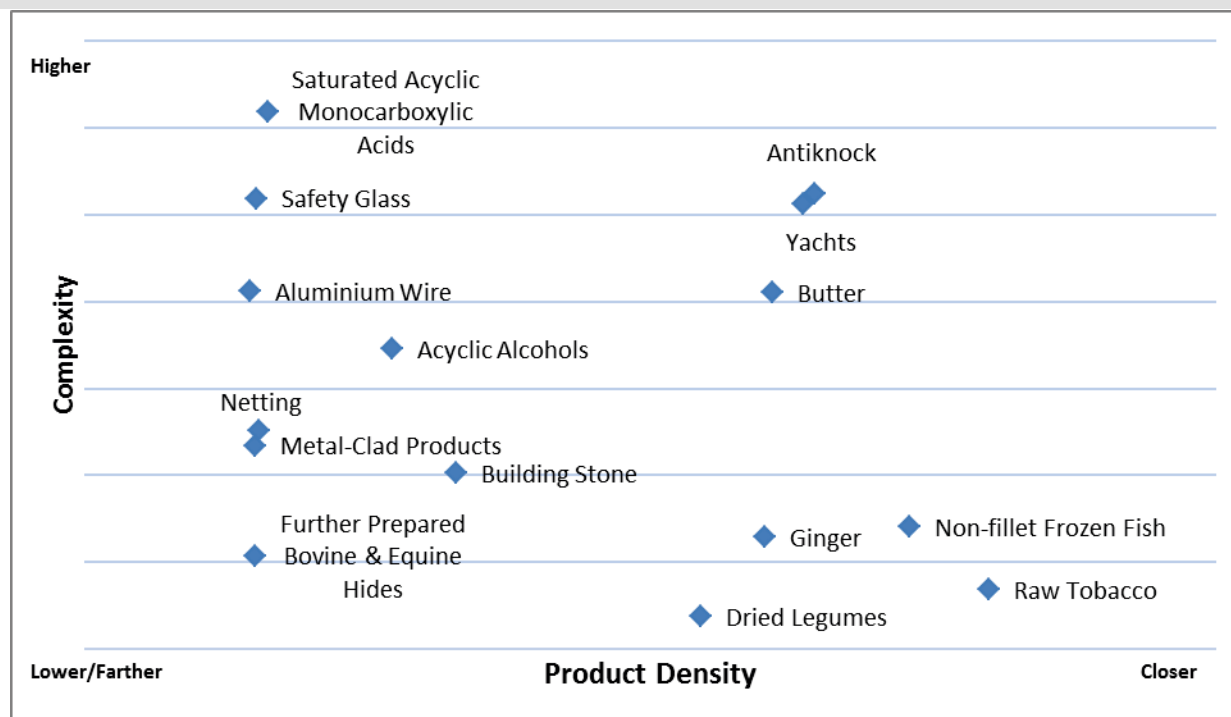 Higher
Saturated Acyclic
Monocarboxylic
Acids
Antiknock
Safety Glass
Yachts
Aluminium Wire
Butter
Complexity
Acyclic Alcohols
Netting
Metal-Clad Products
Building Stone
Further Prepared
Bovine & Equine
Hides
Ginger
Non-fillet Frozen Fish
Raw Tobacco
Dried Legumes
Lower/Farther
Product Density
Closer